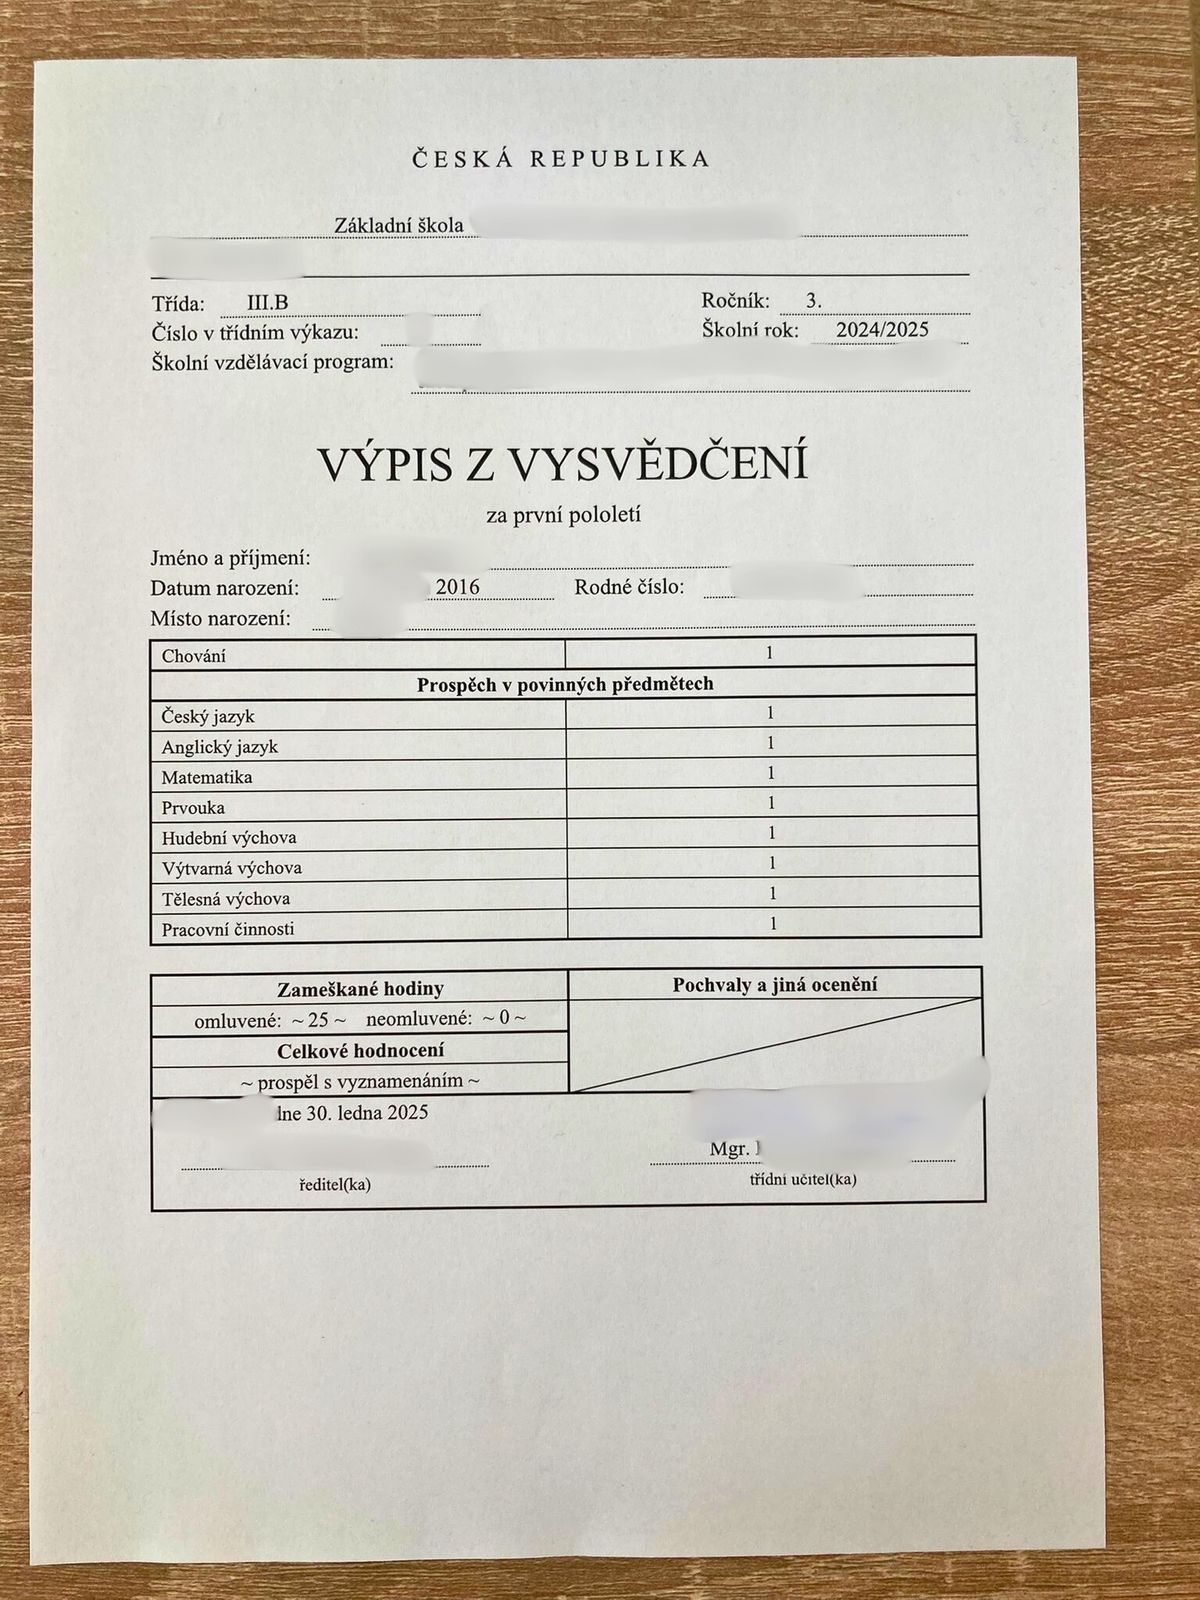 ČESKÁ REPUBLIKA
Základní škola
Třída: III.B Ročník: 3.
Číslo v třídním výkazu: Školní rok: 2024/2025
Školní vzdělávací program:
VÝPIS Z VYSVĚDČENÍ
za první pololetí
Jméno a příjmení:
Datum narození: 2016 Rodné číslo:
Místo narození:
Chování 1
Prospěch v povinných předmětech
Český jazyk 1
Anglický jazyk 1
Matematika 1
Prvouka 1
Hudební výchova 1
Výtvarná výchova 1
Tělesná výchova 1
Pracovní činnosti 1
Zameškané hodiny
omluvené: ~ 25 ~ neomluvené: ~ 0 ~
Celkové hodnocení
~ prospěl s vyznamenáním ~
Pochvaly a jiná ocenění
dne 30. ledna 2025
ředitel(ka)
Mgr.
třídní učitel(ka)